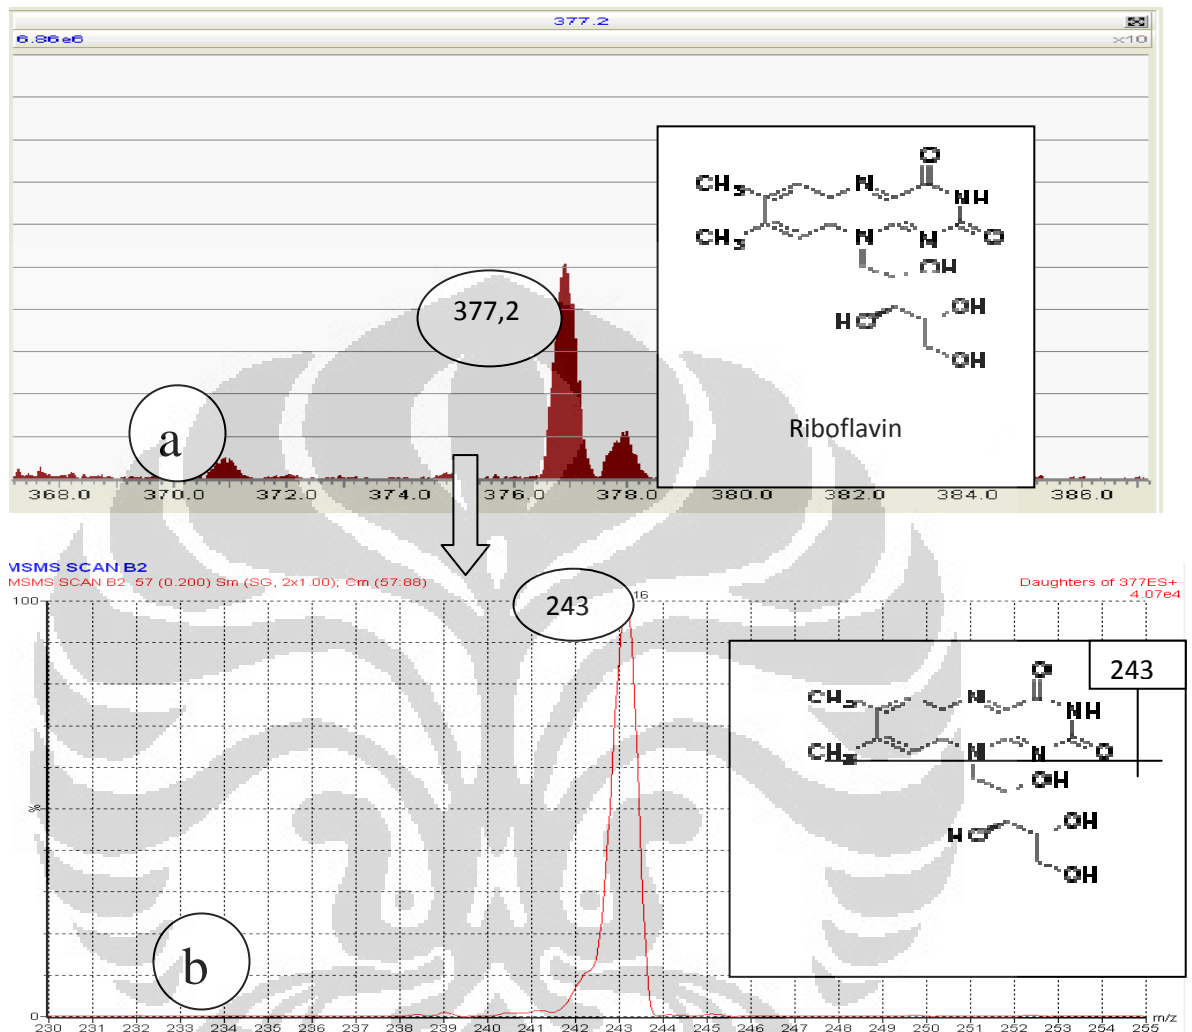 377.2
6.86e6 x10
377,2
a
CH3 N O
NH
CH3 N N O
OH
HO OH
OH
Riboflavin
368.0 370.0 372.0 374.0 376.0 378.0 380.0 382.0 384.0 386.0
MSMS SCAN B2
MSMS SCAN B2 57 (0.200) Sm (SG, 2x1.00); Cm (57:88) Daughters of 377ES+
4.07e4
100
243 16
243
CH3 N O
NH
CH3 N N O
OH
HO OH
OH
%
b
0
230 231 232 233 234 235 236 237 238 239 240 241 242 243 244 245 246 247 248 249 250 251 252 253 254 255 m/z